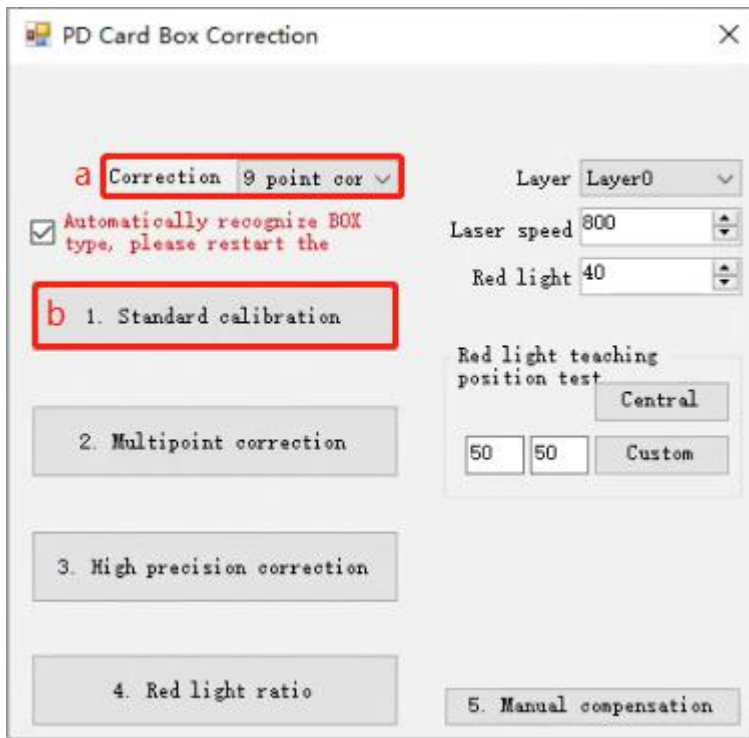 PD Card Box Correction
a Correction 9 point cor
Automatically recognize BOX
type, please restart the
b 1. Standard calibration
2. Multipoint correction
3. High precision correction
4. Red light ratio
Layer Layer0
Laser speed 800
Red light 40
Red light teaching
position test
Central
50 50 Custom
5. Manual compensation